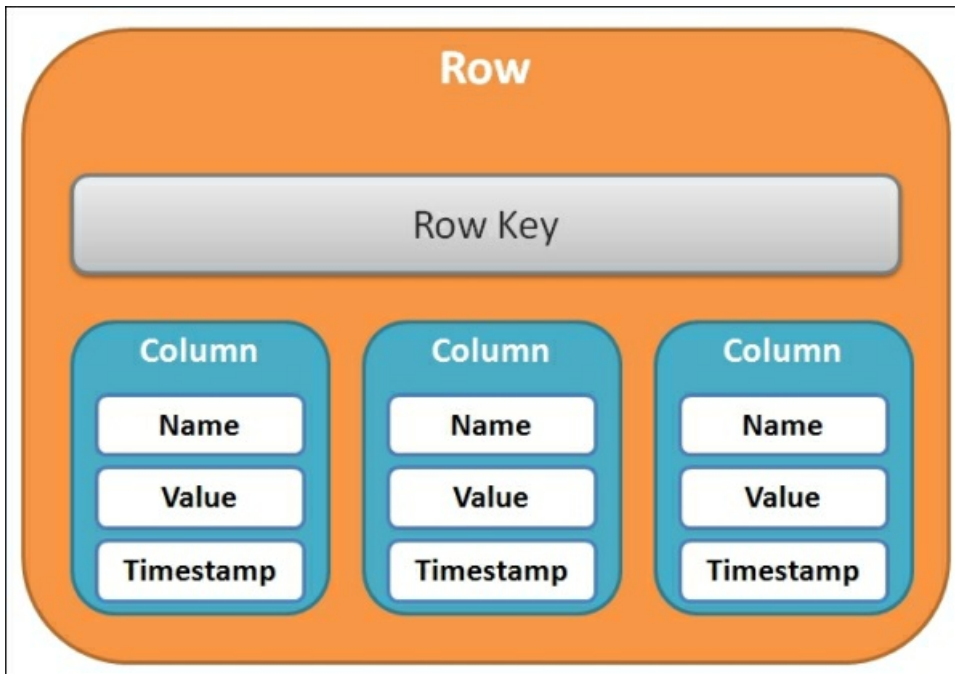 Row
Row Key
Column Column Column
Name Name Name
Value Value Value
Timestamp Timestamp Timestamp